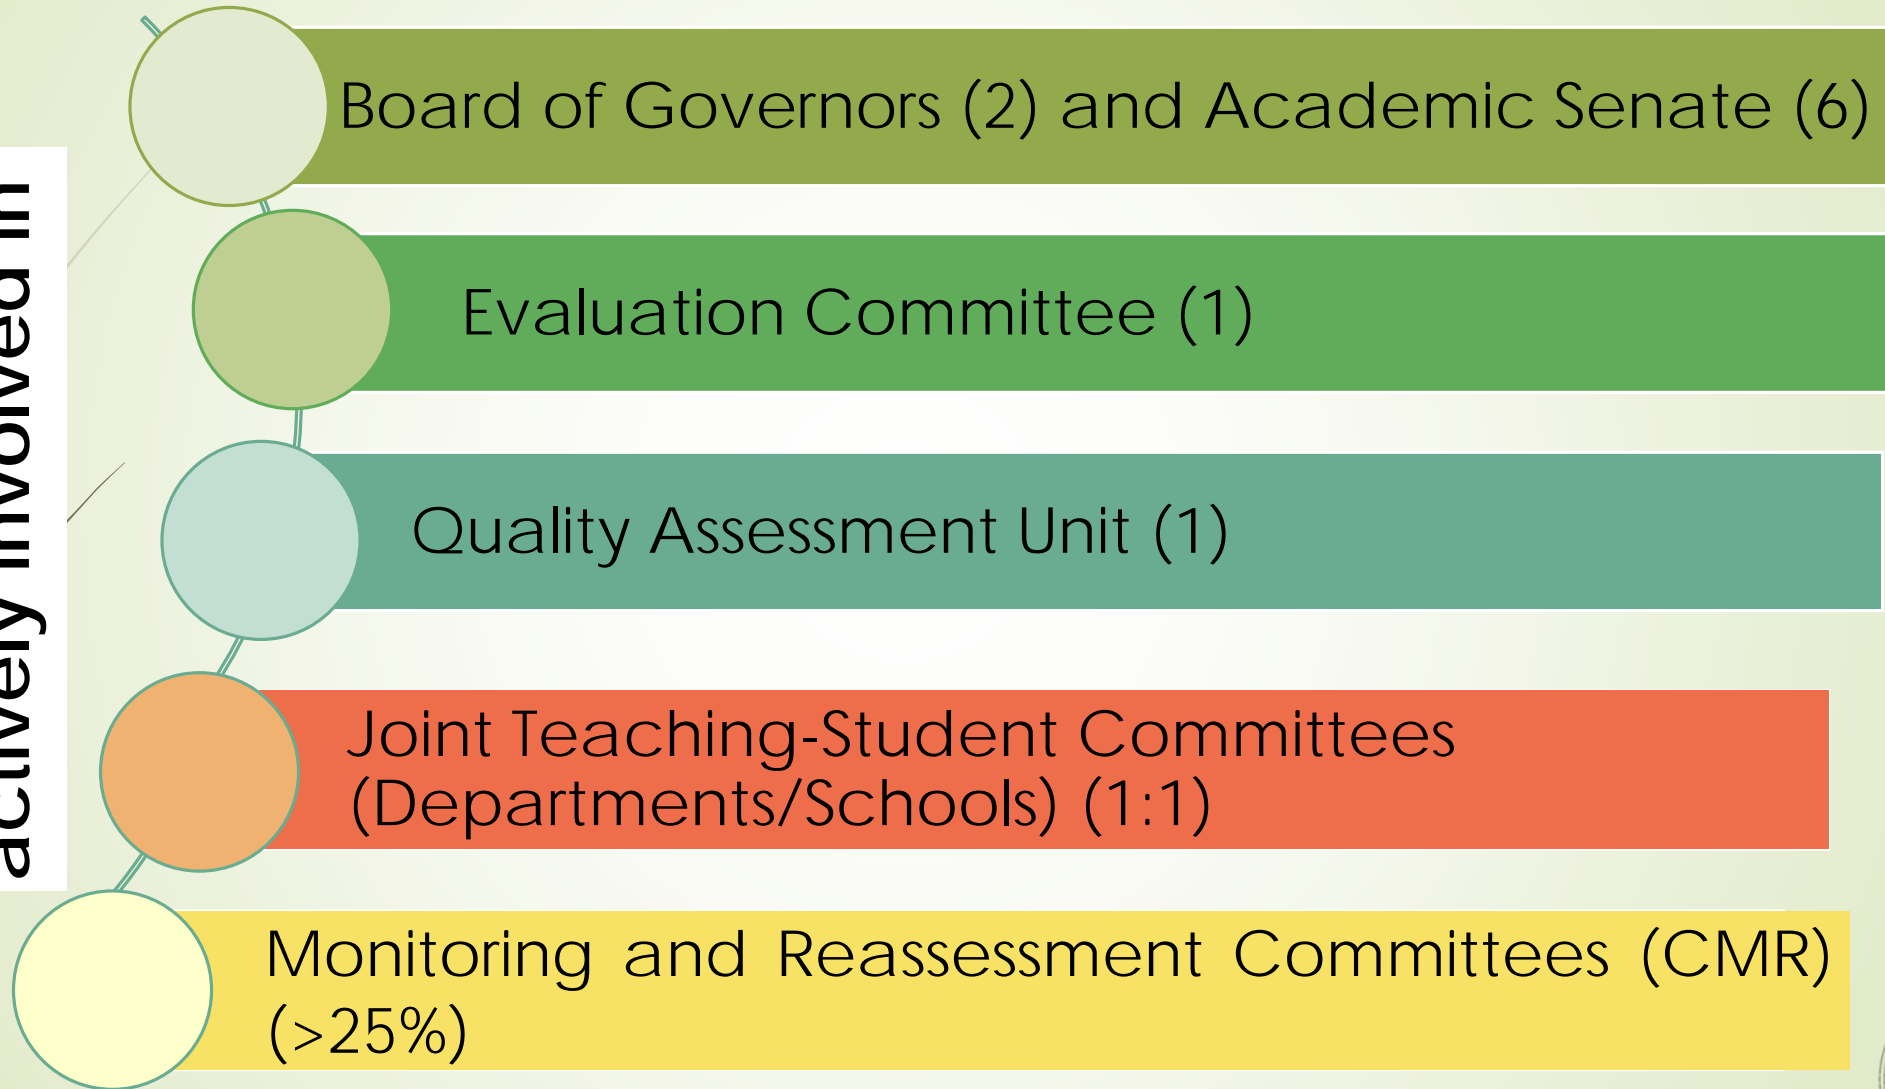 actively involved in
Board of Governors (2) and Academic Senate (6)
Evaluation Committee (1)
Quality Assessment Unit (1)
Joint Teaching-Student Committees
(Departments/Schools) (1:1)
Monitoring and Reassessment Committees (CMR)
(>25%)